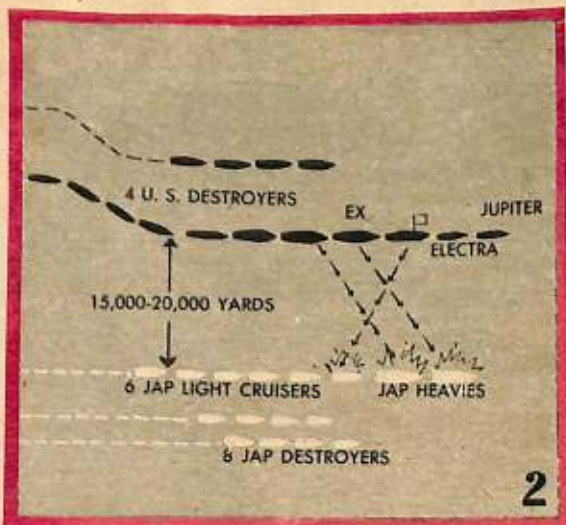 4 U. S. DESTROYERS
EX
JUPITER
ELECTRA
15,000-20,000 YARDS
6 JAP LIGHT CRUISERS
JAP HEAVIES
8 JAP DESTROYERS
2